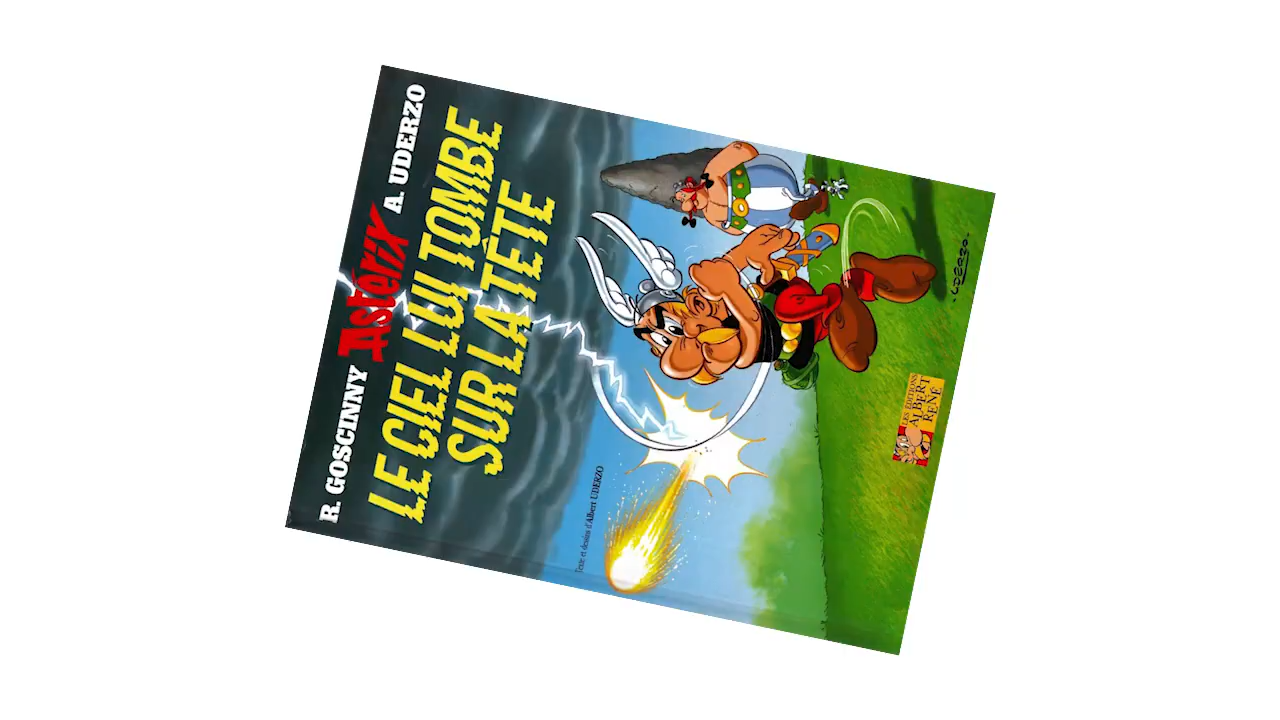 R. GOSCINNY Astérix A. UDERZO
LE CIEL LUI TOMBE
SUR LA TÊTE
Texte et dessins d'Albert UDERZO
UDERZO
LES ÉDITIONS
ALBERT
RENÉ